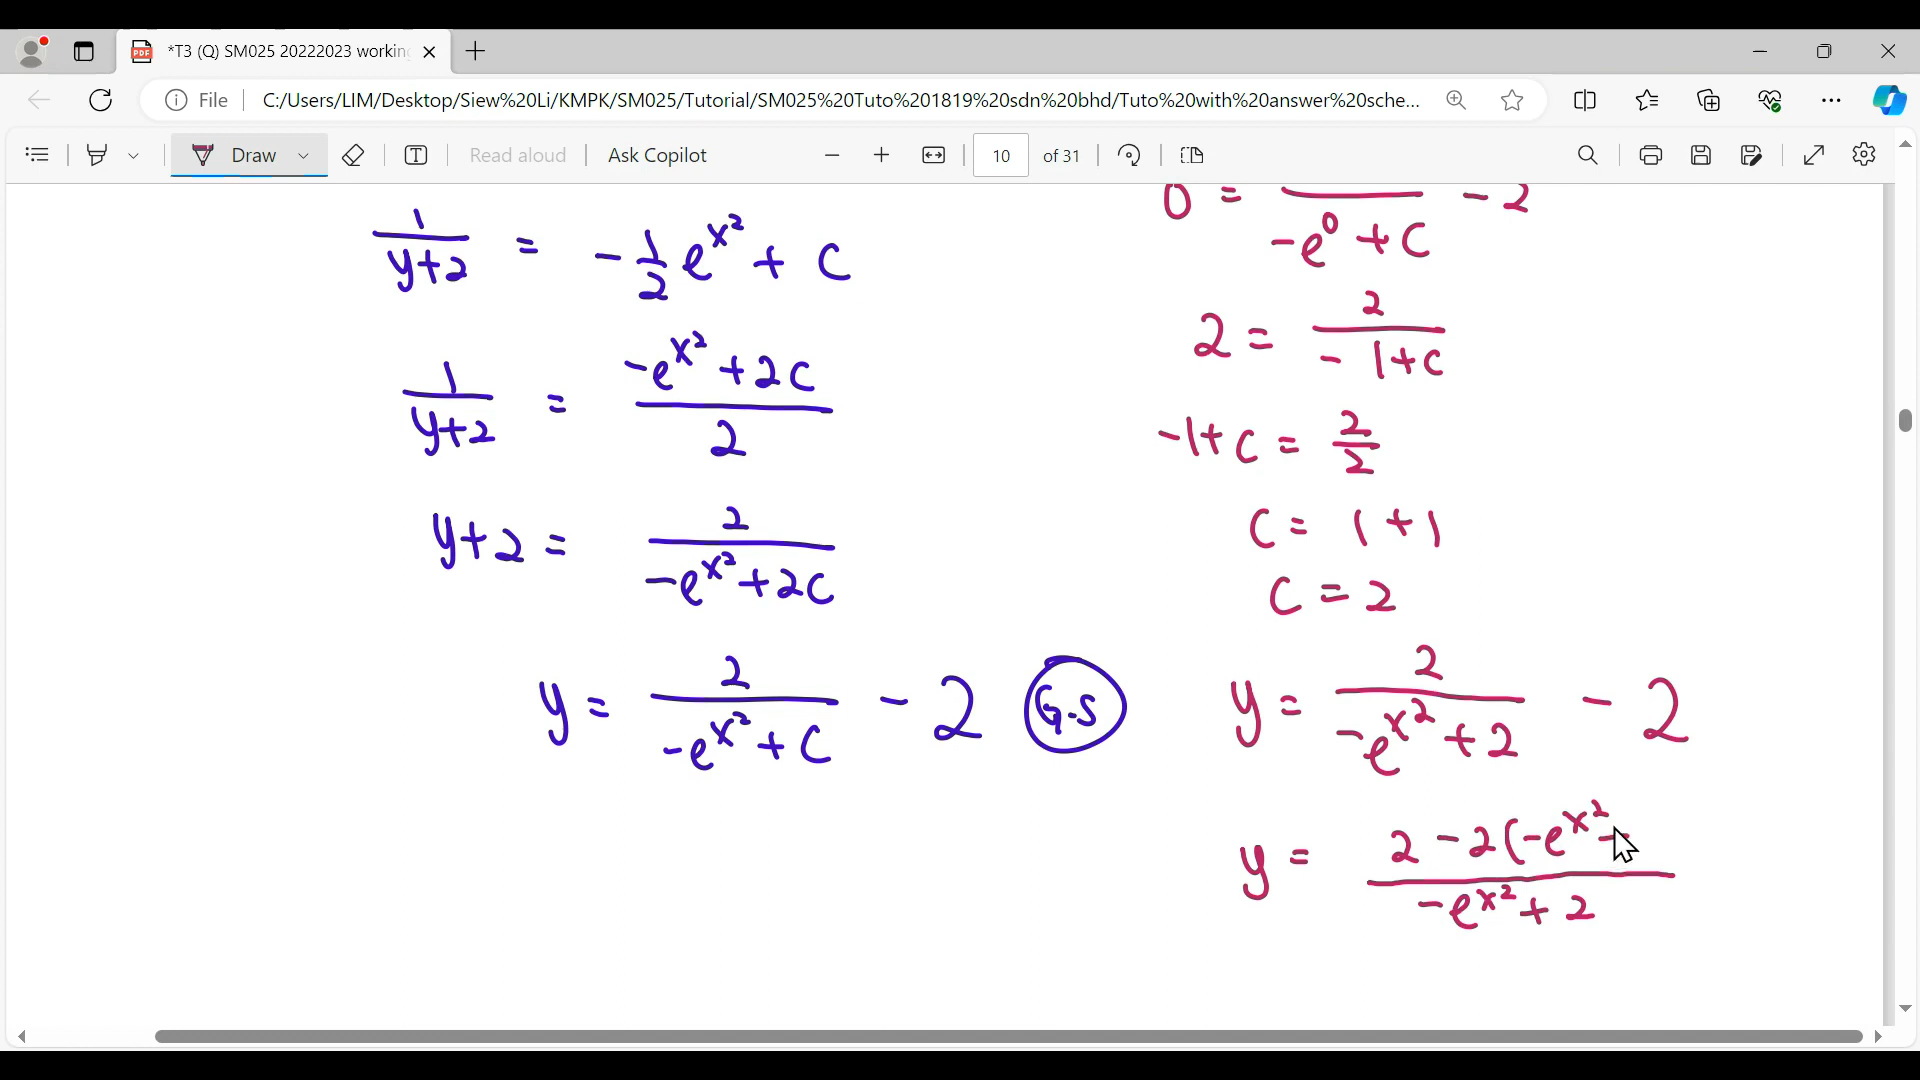 *T3 (Q) SM025 20222023 workin
File C:/Users/LIM/Desktop/Siew%20Li/KMPK/SM025/Tutorial/SM025%20Tuto%201819%20sdn%20bhd/Tuto%20with%20answer%20sche...
Draw Read aloud Ask Copilot 10 of 31
1/(y+2) = -1/2 e^x² + C
1/(y+2) = (-e^x² + 2C)/2
y+2 = 2/(-e^x² + 2C)
y = 2/(-e^x² + C) - 2 G.S
0 = /(-e^0 + C) - 2
2 = 2/(-1+C)
-1+C = 2/2
C = 1+1
C = 2
y = 2/(-e^x² + 2) - 2
y = 2-2(-e^x² /(-e^x² + 2)